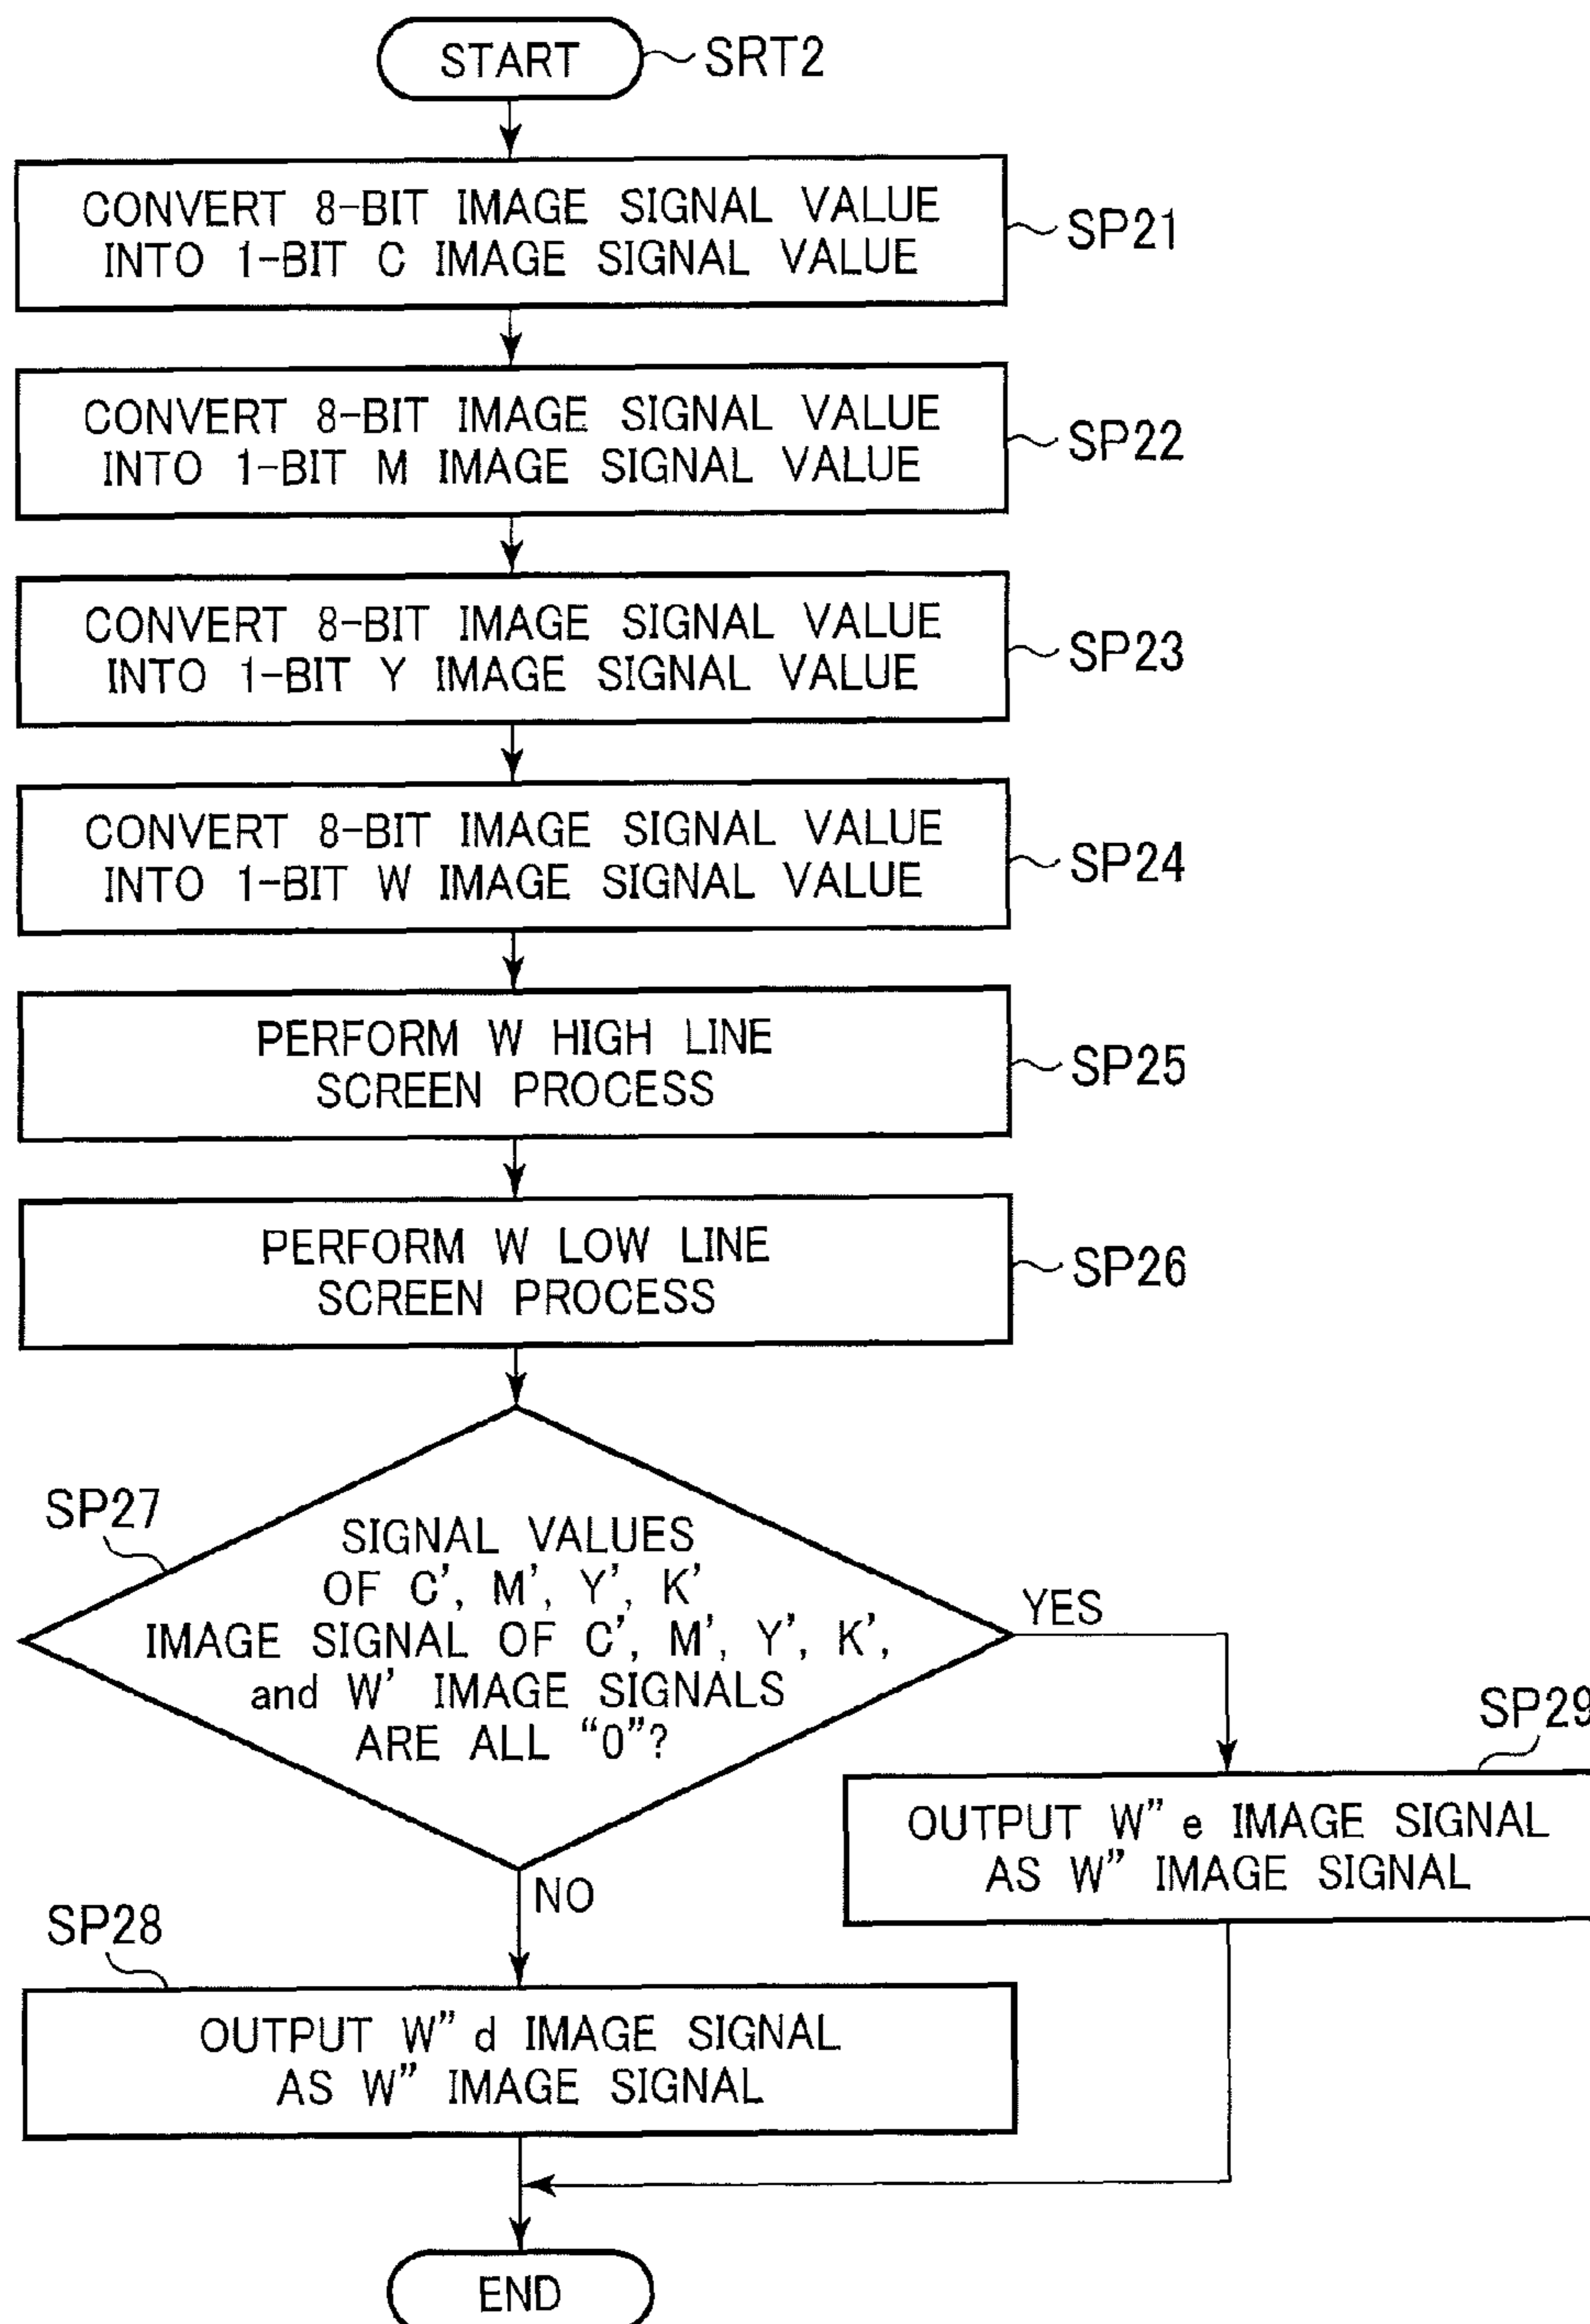 START
SRT2
CONVERT 8-BIT IMAGE SIGNAL VALUE
INTO 1-BIT C IMAGE SIGNAL VALUE
SP21
CONVERT 8-BIT IMAGE SIGNAL VALUE
INTO 1-BIT M IMAGE SIGNAL VALUE
SP22
CONVERT 8-BIT IMAGE SIGNAL VALUE
INTO 1-BIT Y IMAGE SIGNAL VALUE
SP23
CONVERT 8-BIT IMAGE SIGNAL VALUE
INTO 1-BIT W IMAGE SIGNAL VALUE
SP24
PERFORM W HIGH LINE
SCREEN PROCESS
SP25
PERFORM W LOW LINE
SCREEN PROCESS
SP26
SP27
SIGNAL VALUES
OF C', M', Y', K'
IMAGE SIGNAL OF C', M', Y', K',
and W' IMAGE SIGNALS
ARE ALL “0”?
YES
SP29
OUTPUT W” e IMAGE SIGNAL
AS W” IMAGE SIGNAL
NO
SP28
OUTPUT W” d IMAGE SIGNAL
AS W” IMAGE SIGNAL
END